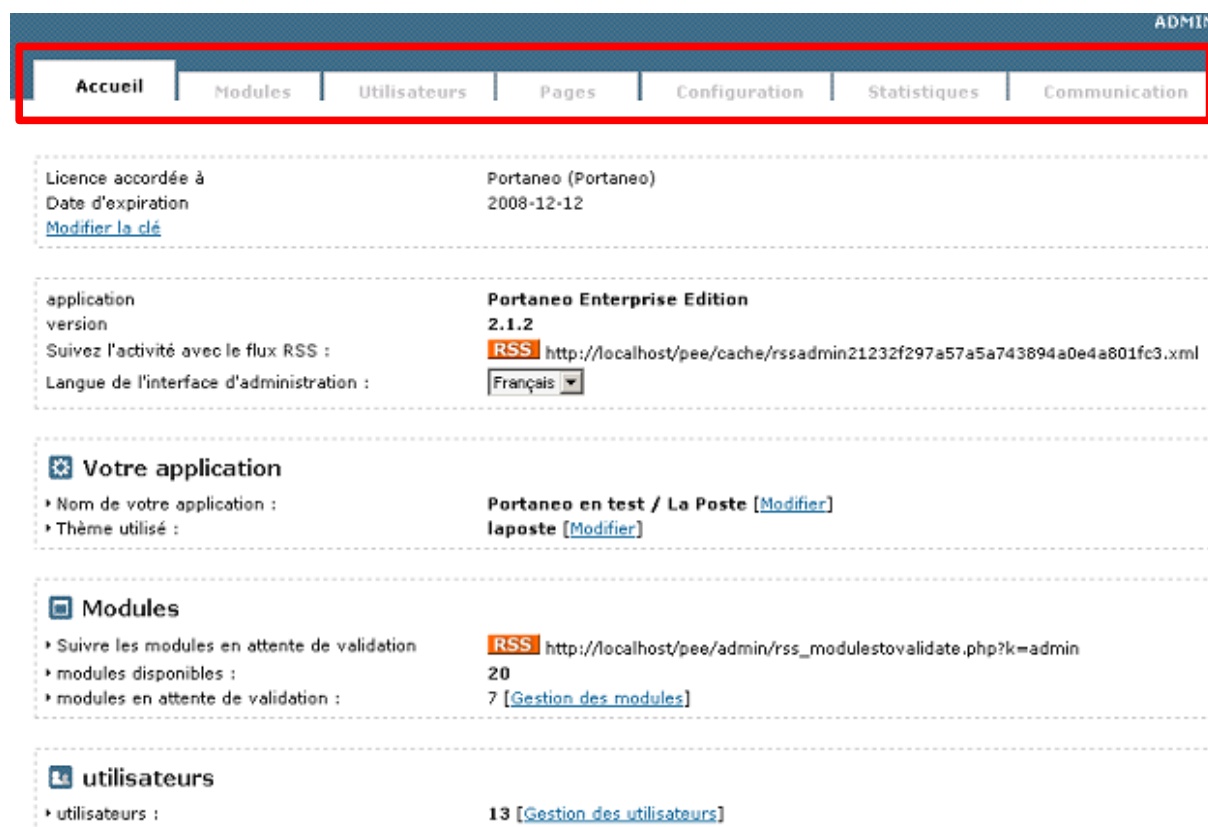 ADMIN
Accueil Modules Utilisateurs Pages Configuration Statistiques Communication
Licence accordée à Portaneo (Portaneo)
Date d'expiration 2008-12-12
Modifier la clé
application Portaneo Enterprise Edition
version 2.1.2
Suivez l'activité avec le flux RSS : RSS http://localhost/pee/cache/rssadmin21232f297a57a5a743894a0e4a801fc3.xml
Langue de l'interface d'administration : Français
Votre application
Nom de votre application : Portaneo en test / La Poste [Modifier]
Thème utilisé : laposte [Modifier]
Modules
Suivre les modules en attente de validation RSS http://localhost/pee/admin/rss_modulestovalidate.php?k=admin
modules disponibles : 20
modules en attente de validation : 7 [Gestion des modules]
utilisateurs
utilisateurs : 13 [Gestion des utilisateurs]